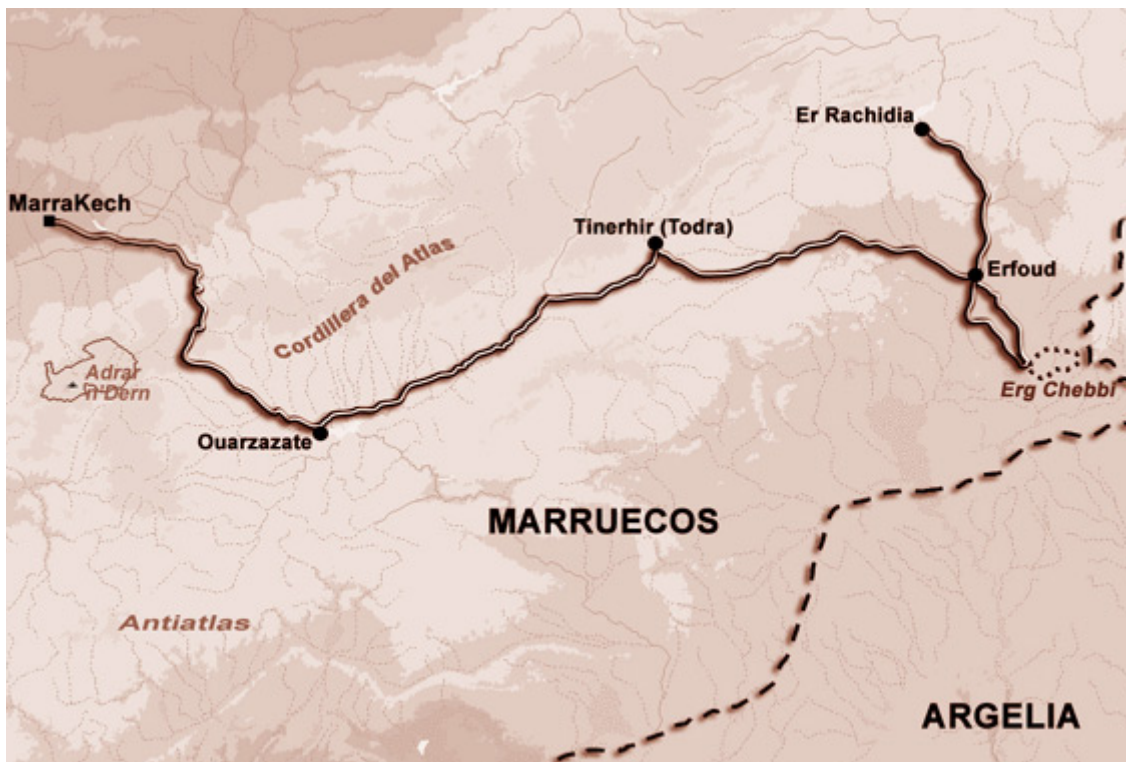 Er Rachidia
MarraKech
Tinerhir (Todra)
Cordillera del Atlas
Erfoud
Adrar
n'Dern
Erg Chebbi
Ouarzazate
MARRUECOS
Antiatlas
ARGELIA